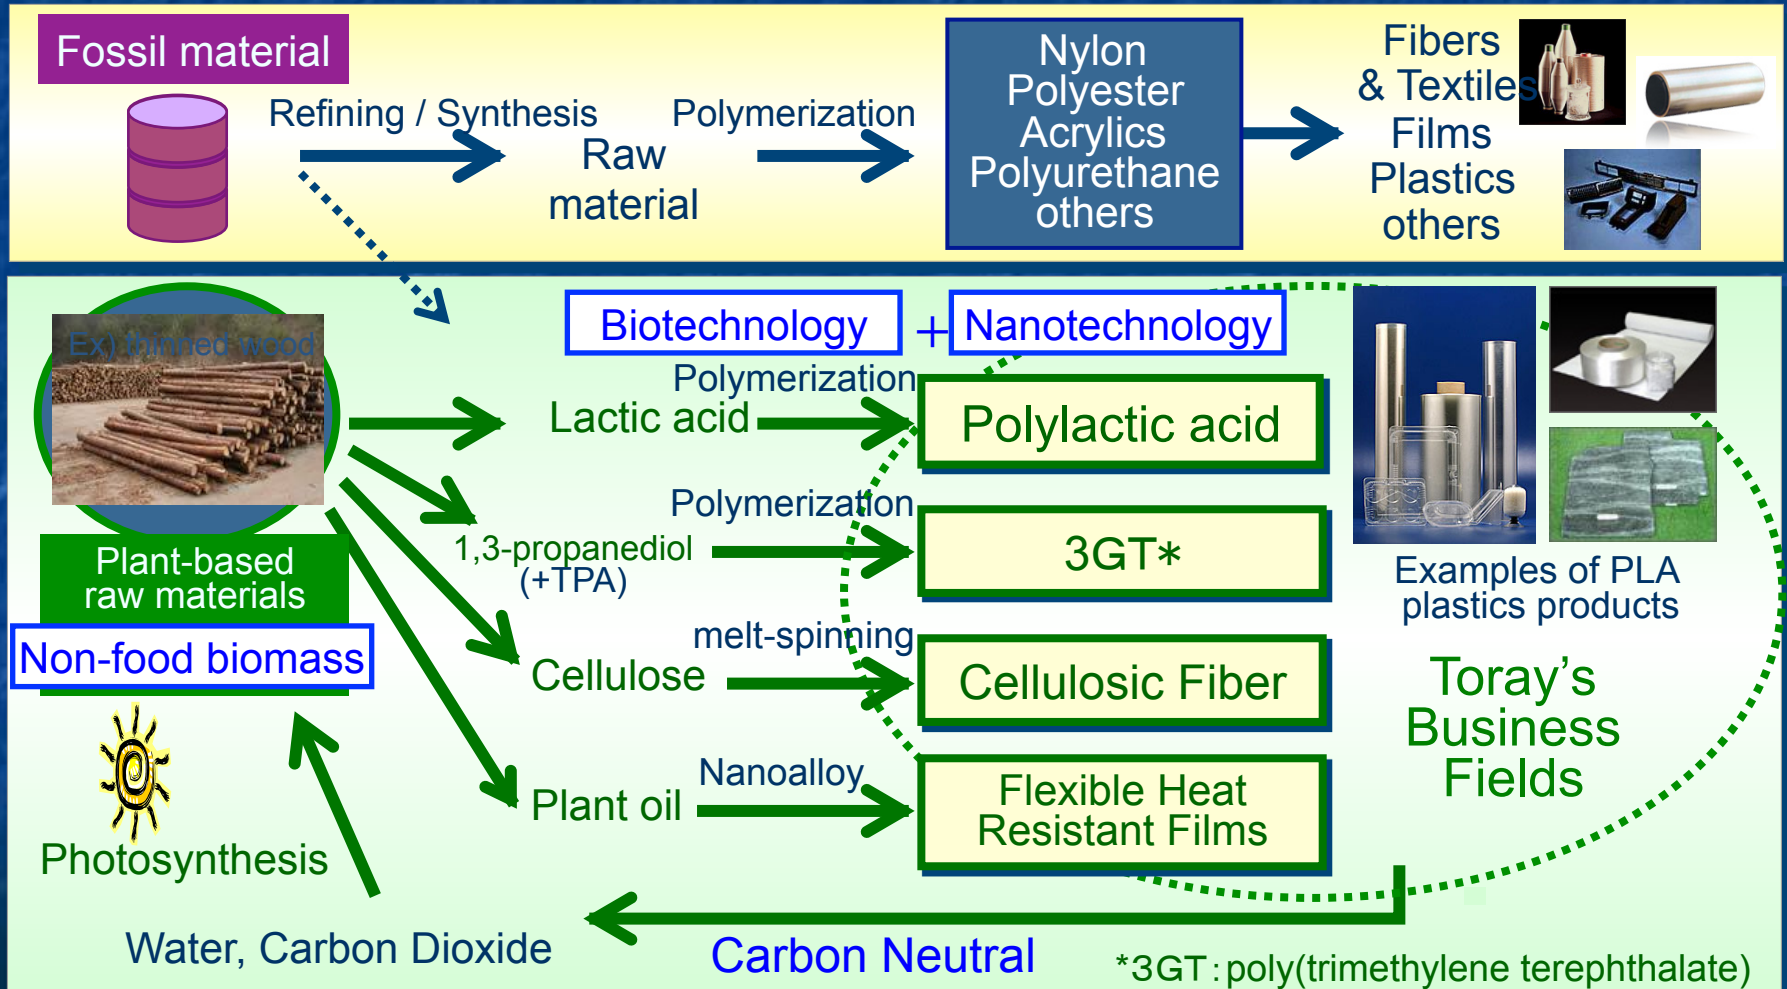 Fossil material
Refining / Synthesis
Raw
material
Polymerization
Nylon
Polyester
Acrylics
Polyurethane
others
Fibers
& Textiles
Films
Plastics
others
Biotechnology + Nanotechnology
Ex) thinned wood
Plant-based
raw materials
Non-food biomass
Photosynthesis
Lactic acid
Polymerization
Polylactic acid
1,3-propanediol
(+TPA)
Polymerization
3GT*
Cellulose
melt-spinning
Cellulosic Fiber
Plant oil
Nanoalloy
Flexible Heat
Resistant Films
Examples of PLA
plastics products
Toray's
Business
Fields
Water, Carbon Dioxide
Carbon Neutral
*3GT:poly(trimethylene terephthalate)